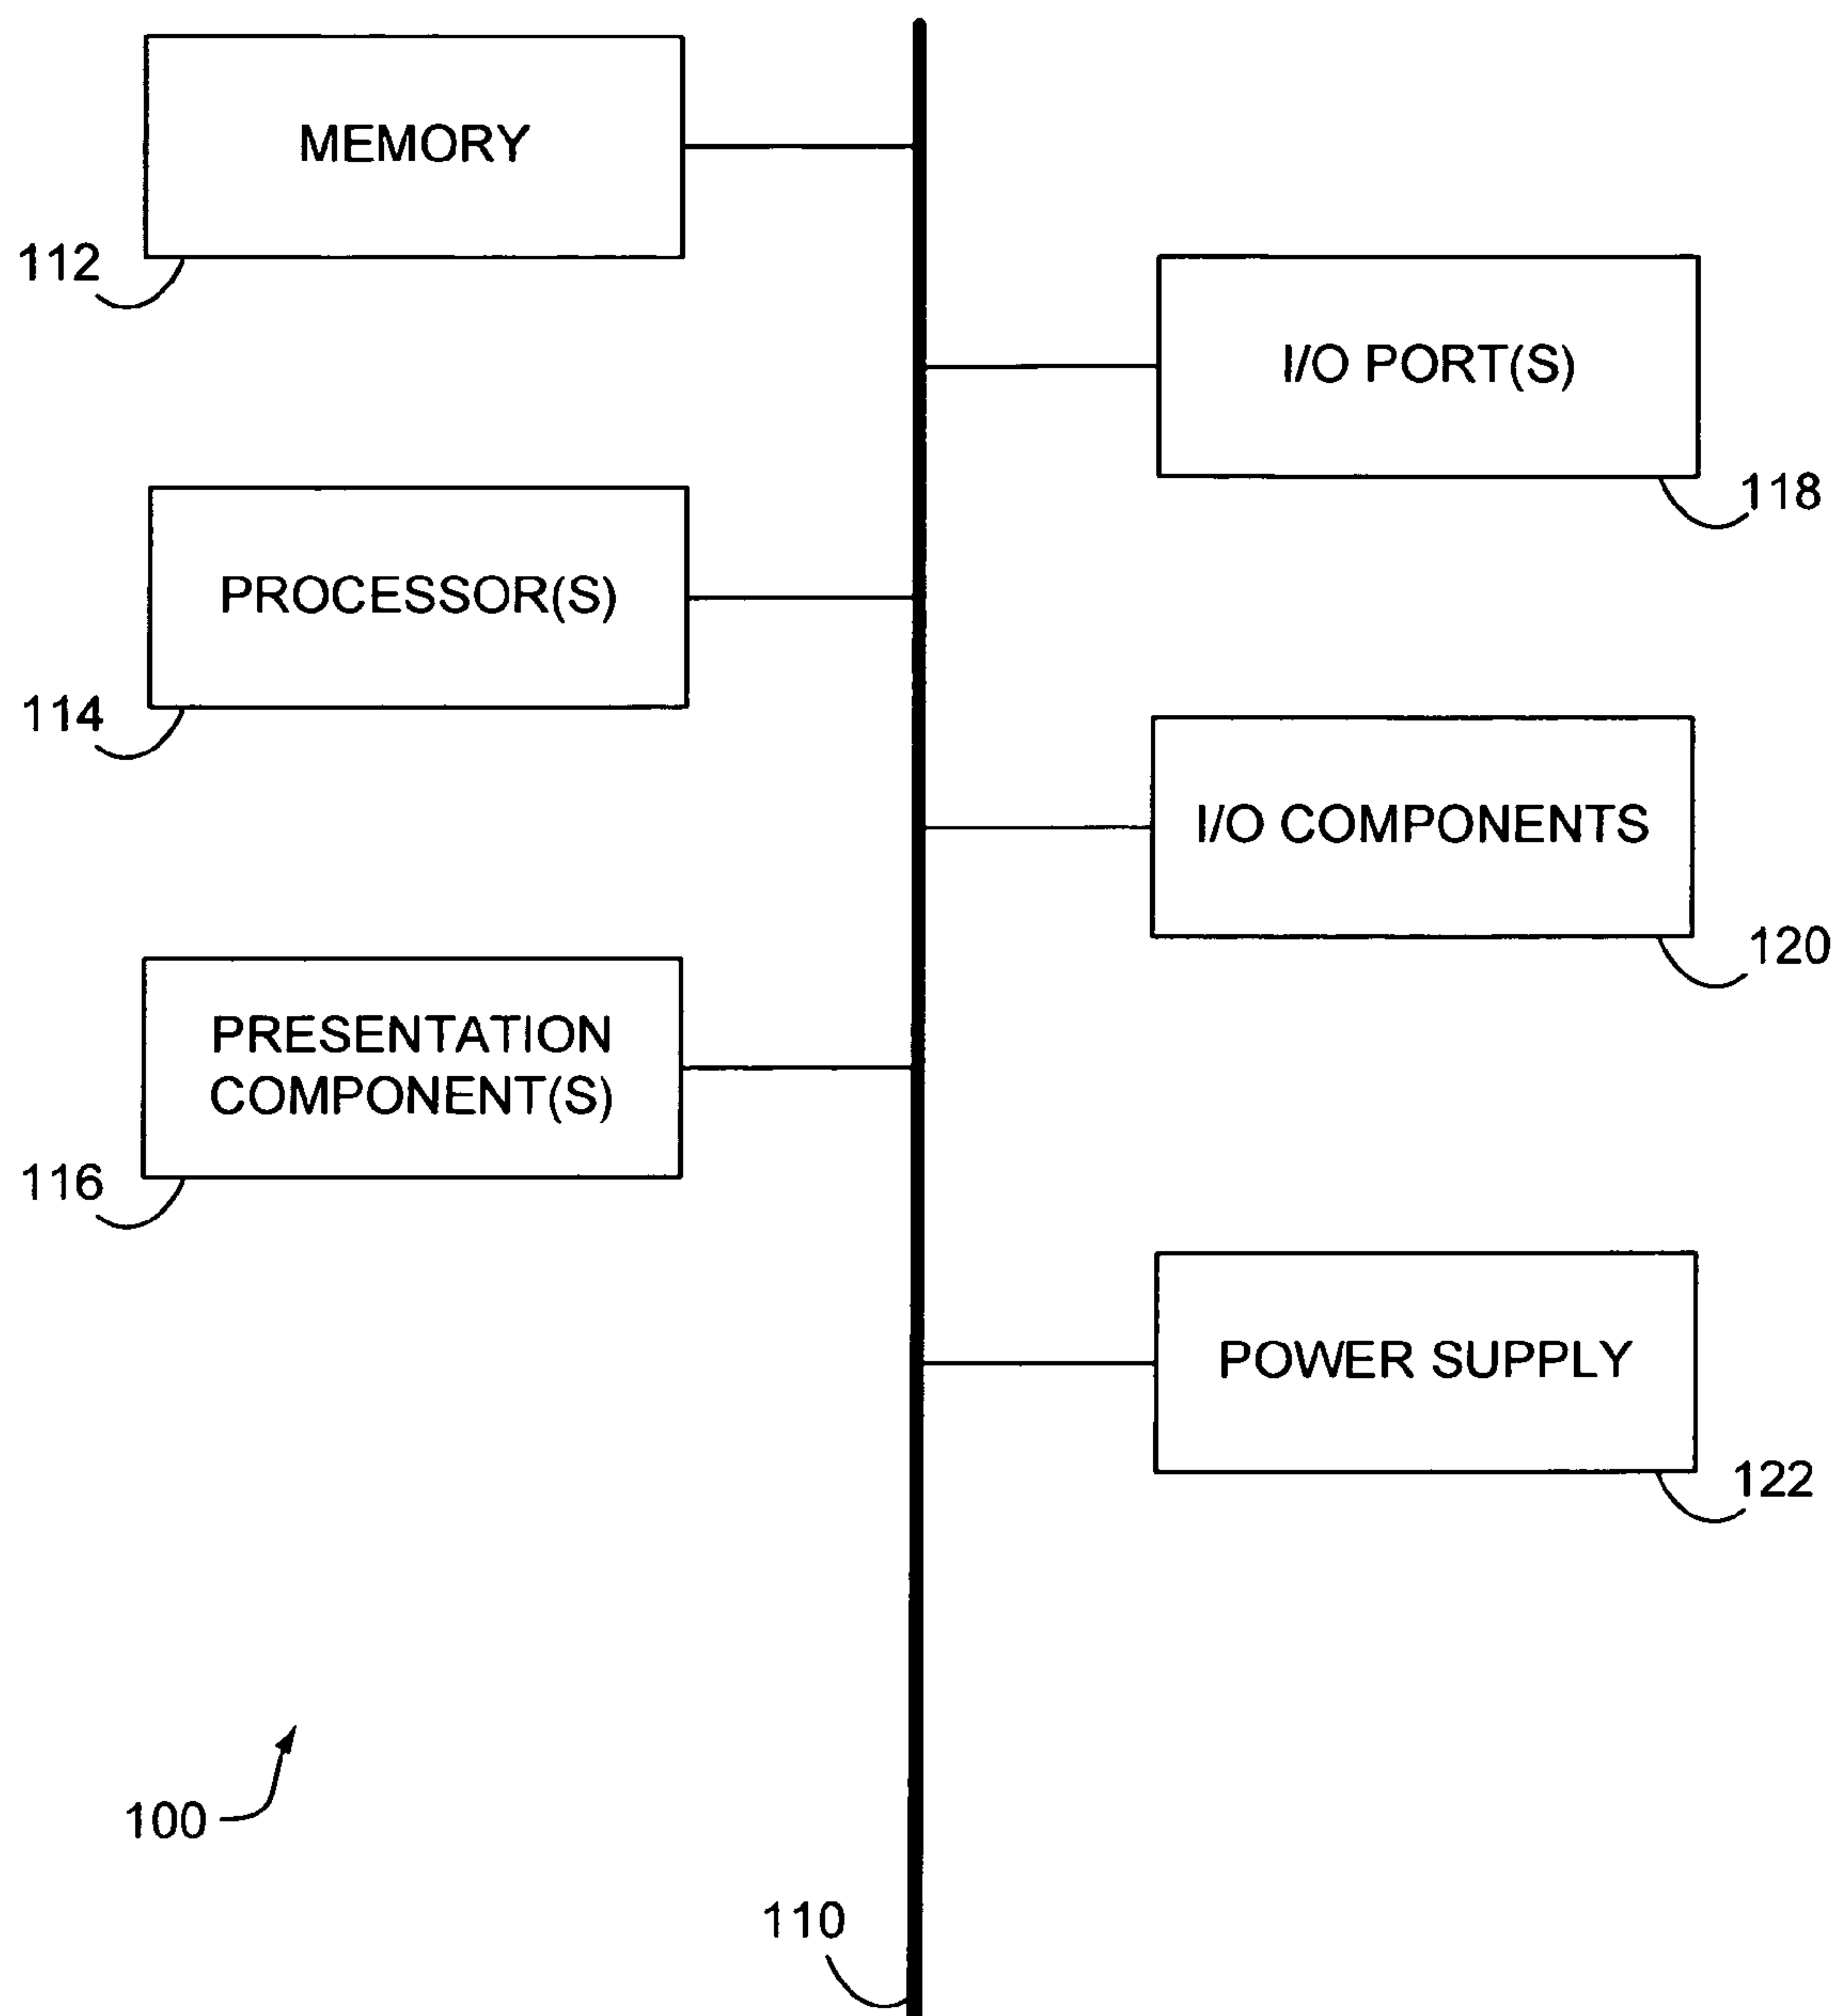 MEMORY
112
I/O PORT(S)
118
PROCESSOR(S)
114
I/O COMPONENTS
120
PRESENTATION
COMPONENT(S)
116
POWER SUPPLY
122
100
110